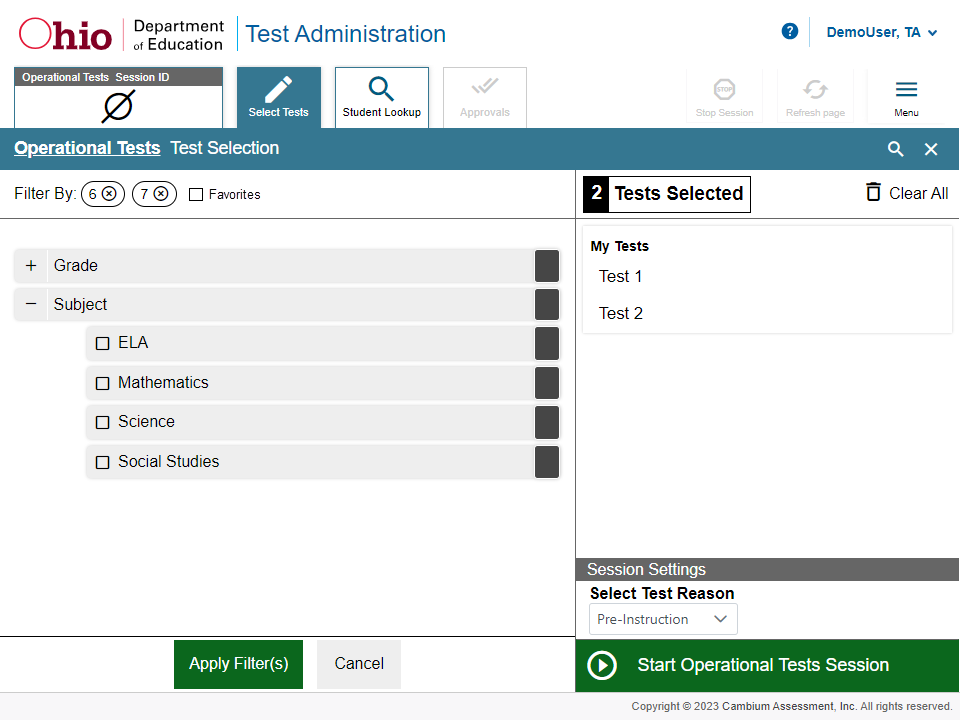 Ohio Department of Education Test Administration
? DemoUser, TA
Operational Tests Session ID
Select Tests
Student Lookup
Approvals
STOP
Stop Session
Refresh page
Menu
Operational Tests Test Selection
Filter By: 6 7 Favorites
2 Tests Selected
Clear All
My Tests
Test 1
Test 2
+ Grade
− Subject
ELA
Mathematics
Science
Social Studies
Session Settings
Select Test Reason
Pre-Instruction
Apply Filter(s)
Cancel
Start Operational Tests Session
Copyright © 2023 Cambium Assessment, Inc. All rights reserved.